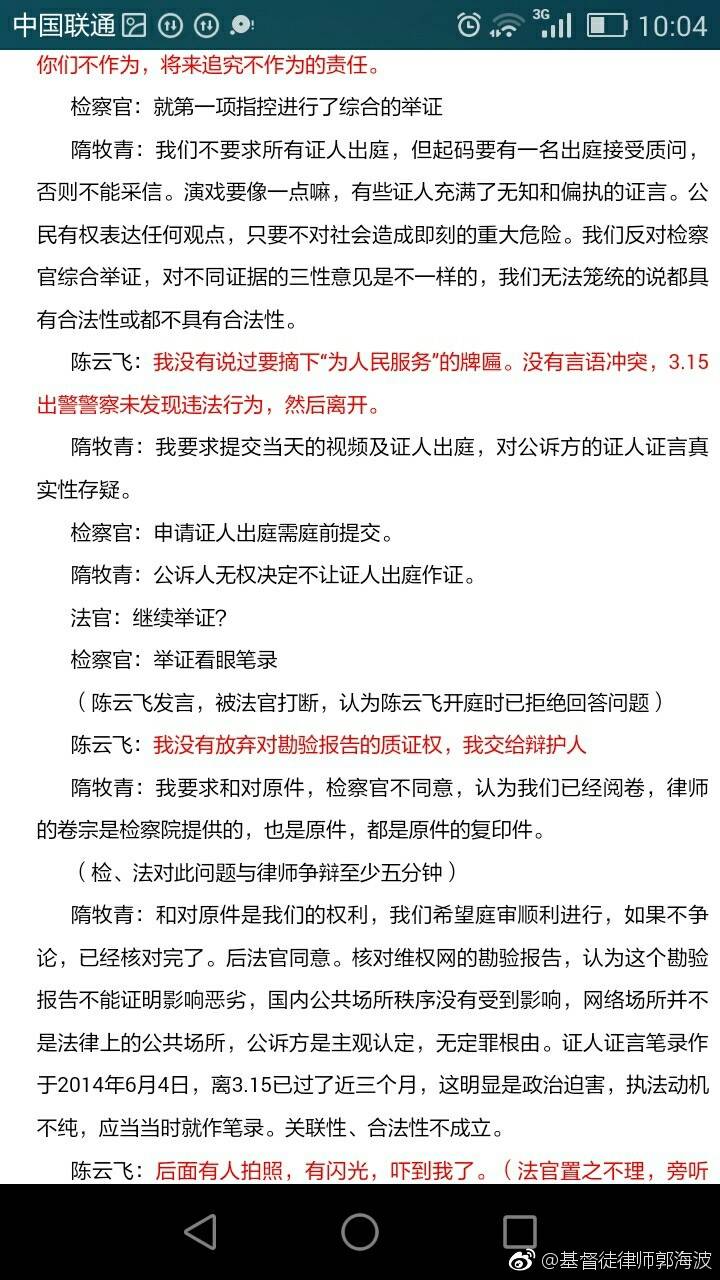 中国联通
3G
10:04
你们不作为，将来追究不作为的责任。
检察官：就第一项指控进行了综合的举证
隋牧青：我们不要求所有证人出庭，但起码要有一名出庭接受质问，
否则不能采信。演戏要像一点嘛，有些证人充满了无知和偏执的证言。公
民有权表达任何观点，只要不对社会造成即刻的重大危险。我们反对检察
官综合举证，对不同证据的三性意见是不一样的，我们无法笼统的说都具
有合法性或都不具有合法性。
陈云飞：我没有说过要摘下“为人民服务”的牌匾。没有言语冲突，3.15
出警警察未发现违法行为，然后离开。
隋牧青：我要求提交当天的视频及证人出庭，对公诉方的证人证言真
实性存疑。
检察官：申请证人出庭需庭前提交。
隋牧青：公诉人无权决定不让证人出庭作证。
法官：继续举证？
检察官：举证看眼笔录
（陈云飞发言，被法官打断，认为陈云飞开庭时已拒绝回答问题）
陈云飞：我没有放弃对勘验报告的质证权，我交给辩护人
隋牧青：我要求和对原件，检察官不同意，认为我们已经阅卷，律师
的卷宗是检察院提供的，也是原件，都是原件的复印件。
（检、法对此问题与律师争辩至少五分钟）
隋牧青：和对原件是我们的权利，我们希望庭审顺利进行，如果不争
论，已经核对完了。后法官同意。核对维权网的勘验报告，认为这个勘验
报告不能证明影响恶劣，国内公共场所秩序没有受到影响，网络场所并不
是法律上的公共场所，公诉方是主观认定，无定罪根由。证人证言笔录作
于2014年6月4日，离3.15已过了近三个月，这明显是政治迫害，执法动机
不纯，应当当时就作笔录。关联性、合法性不成立。
陈云飞：后面有人拍照，有闪光，吓到我了。（法官置之不理，旁听
@基督徒律师郭海波